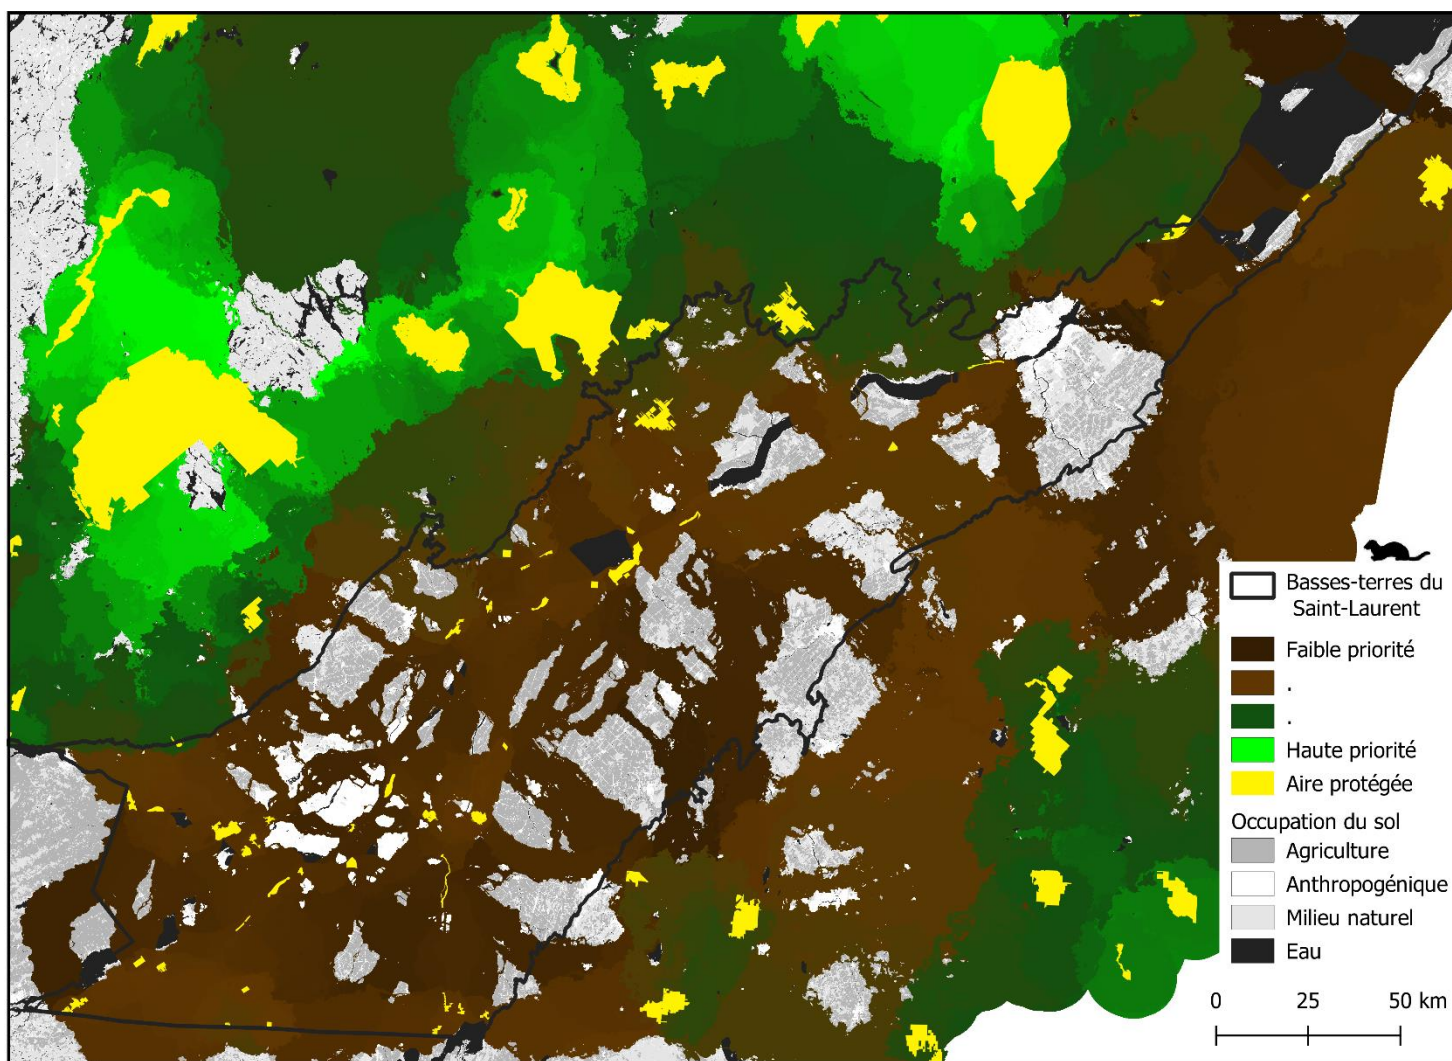 Basses-terres du
Saint-Laurent
Faible priorité
.
.
Haute priorité
Aire protégée
Occupation du sol
Agriculture
Anthropogénique
Milieu naturel
Eau
0 25 50 km